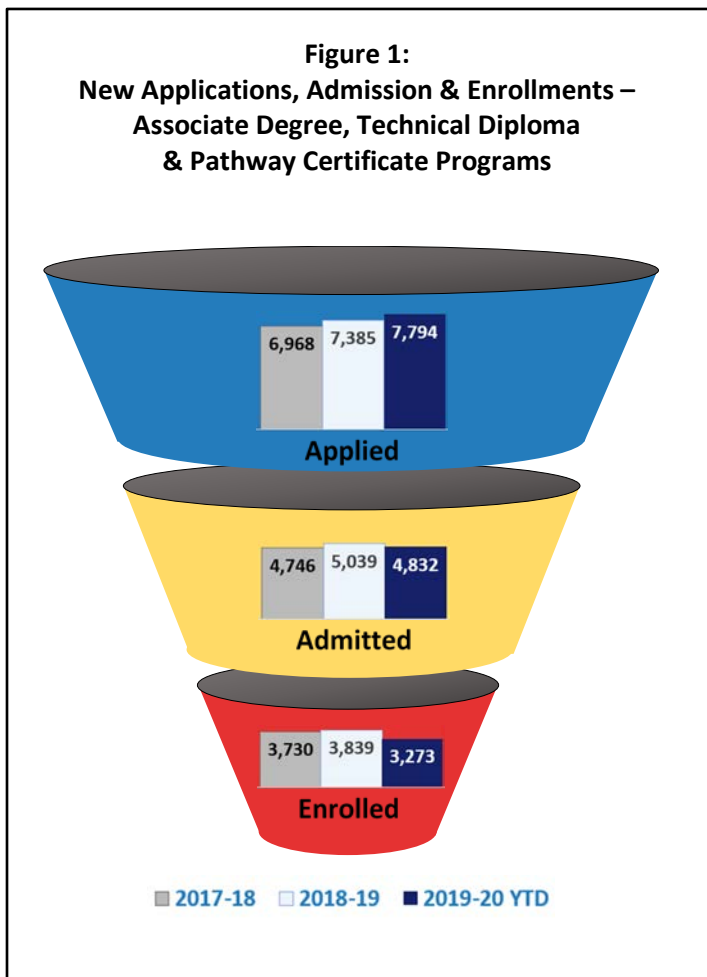 Figure 1:
New Applications, Admission & Enrollments –
Associate Degree, Technical Diploma
& Pathway Certificate Programs
6,968 7,385 7,794
Applied
4,746 5,039 4,832
Admitted
3,730 3,839 3,273
Enrolled
2017-18 2018-19 2019-20 YTD